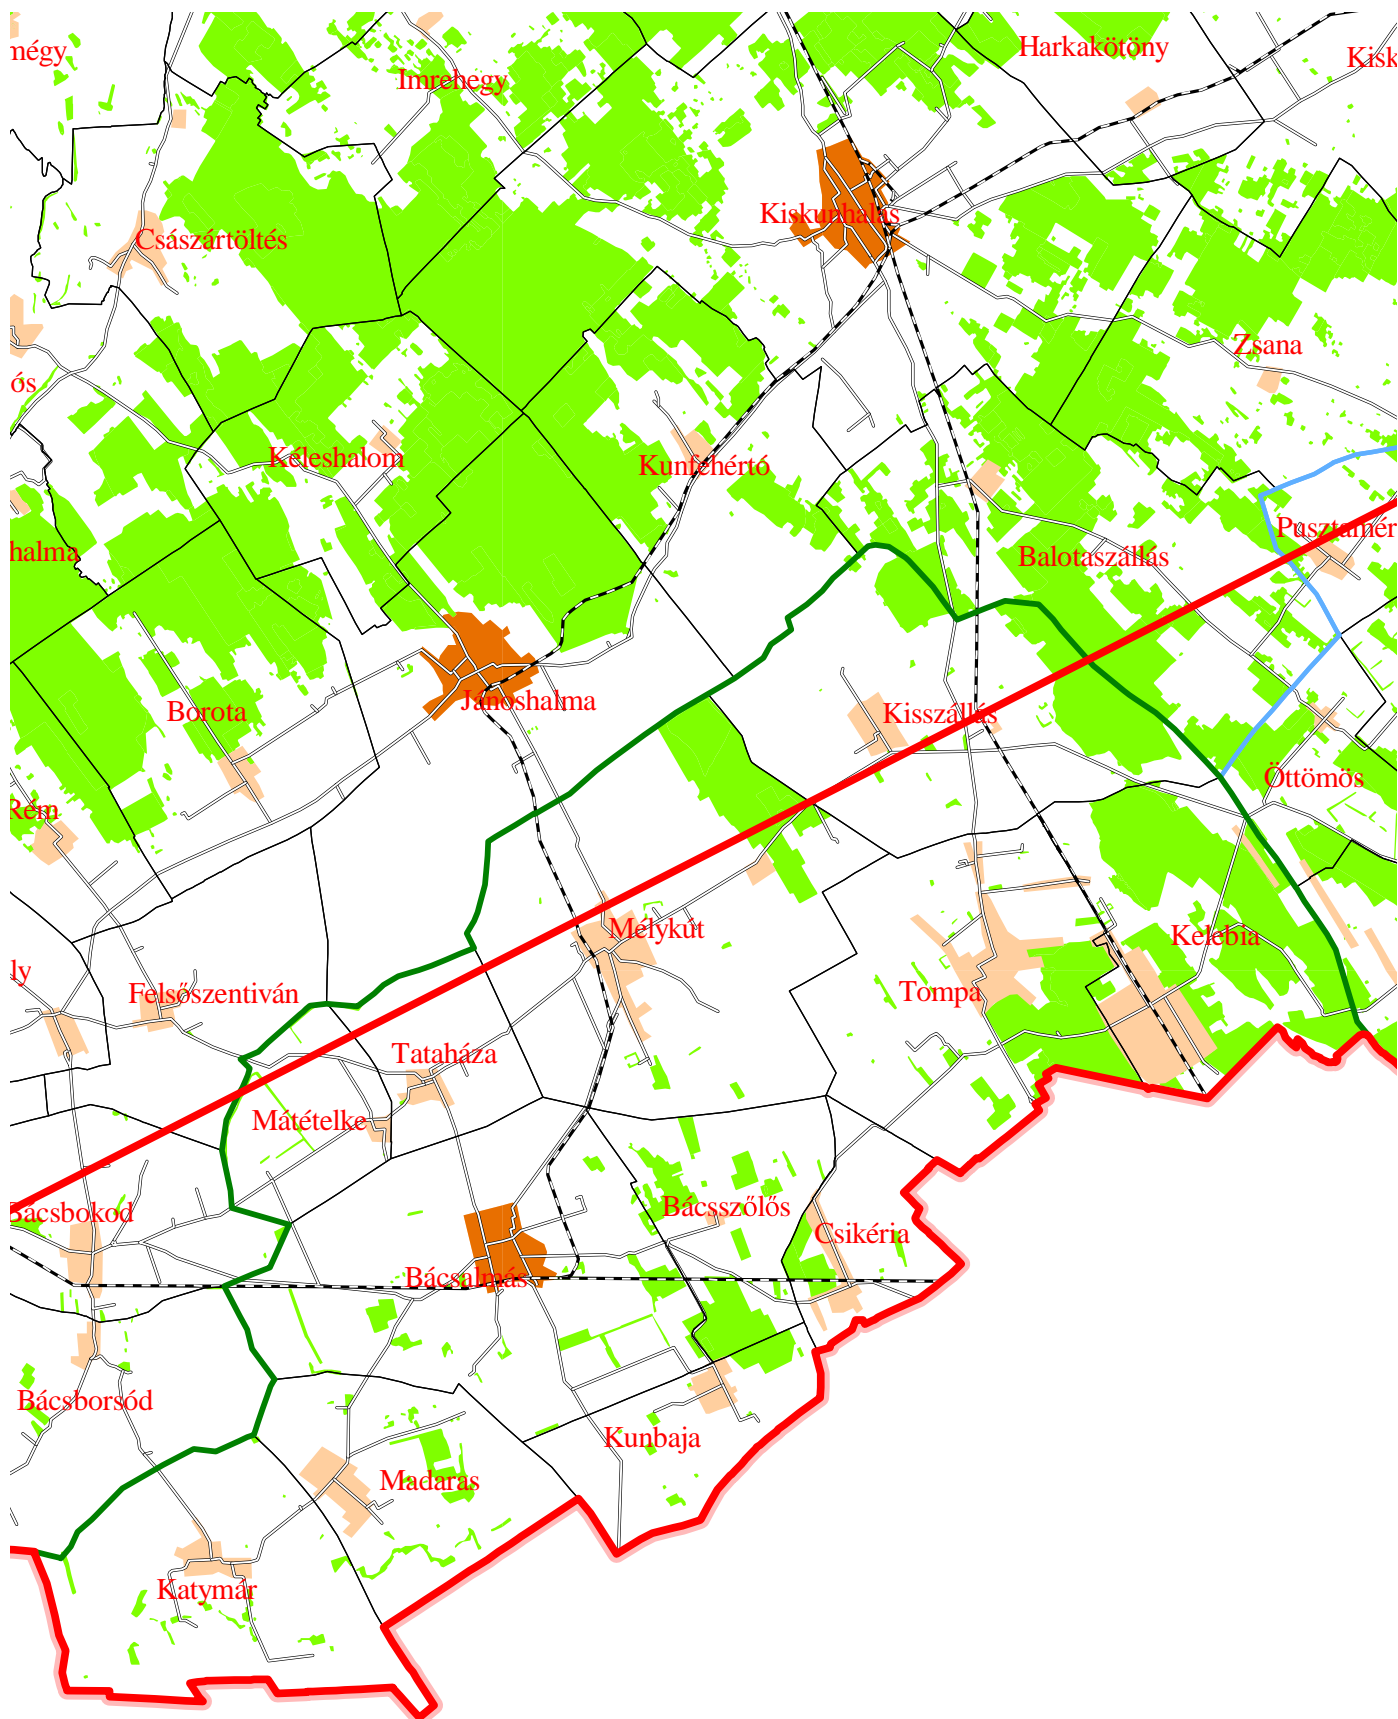 Harkakötöny
mégy
Kisk
Imrehegy
Kiskunhalas
Császártöltés
Zsana
ós
Kéleshalom
Kunfehértó
Pusztamér
halma
Balotaszállás
Jánoshalma
Borota
Kisszállás
Öttömös
Rém
Mélykút
Kelebia
ly
Felsőszentiván
Tompa
Tataháza
Mátételke
Bácsszőlős
Bácsbokod
Csikéria
Bácsalmás
Bácsborsód
Kunbaja
Madaras
Katymár